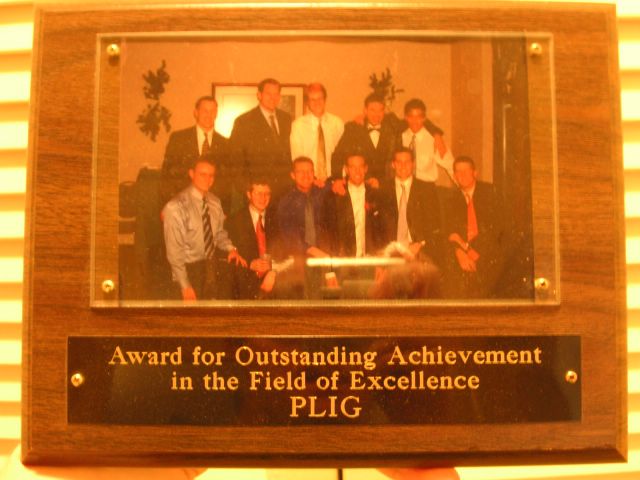 Award for Outstanding Achievement
in the Field of Excellence
PLIG